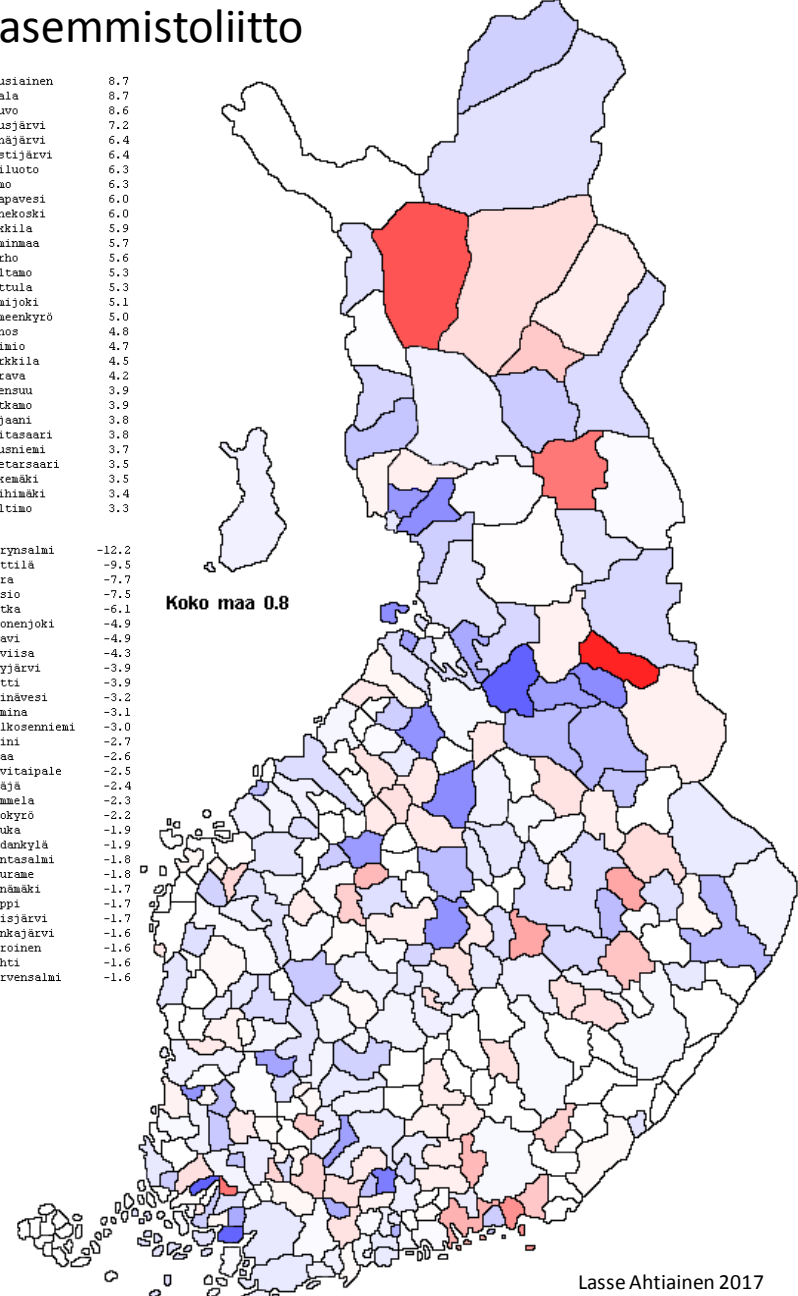 asemmistoliitto
usiainen 8.7
ala 8.7
uvo 8.6
usjärvi 7.2
näjärvi 6.4
stijärvi 6.4
iluoto 6.3
mo 6.3
apavesi 6.0
nekoski 6.0
kkila 5.9
minmaa 5.7
rho 5.6
ltamo 5.3
ttula 5.3
mijoki 5.1
meenkyrö 5.0
nos 4.8
imio 4.7
rkkila 4.5
rava 4.2
ensuu 3.9
tkamo 3.9
jaani 3.8
itasaari 3.8
usniemi 3.7
etarsaari 3.5
kemäki 3.5
ihimäki 3.4
ltimo 3.3
rynsalmi -12.2
ttilä -9.5
ra -7.7
sio -7.5
tka -6.1
onenjoki -4.9
avi -4.9
viisa -4.3
yjärvi -3.9
tti -3.9
inävesi -3.2
mina -3.1
lkosenniemi -3.0
ini -2.7
aa -2.6
vitaipale -2.5
äjä -2.4
mmela -2.3
okyrö -2.2
uka -1.9
dankylä -1.9
ntasalmi -1.8
urame -1.8
nämäki -1.7
ppi -1.7
isjärvi -1.7
nkajärvi -1.6
roinen -1.6
hti -1.6
rvensalmi -1.6
Koko maa 0.8
Lasse Ahtiainen 2017